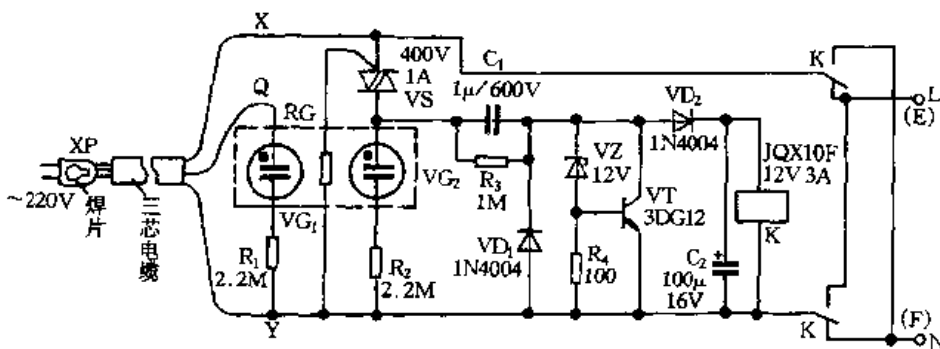 X
400V
1A
VS
C₁
1μ/600V
K
L
(E)
Q
RG
VD₂
1N4004
XP
~220V
焊片
三芯电缆
VG₁
VG₂
R₃
1M
VZ
12V
VT
3DG12
JQX10F
12V 3A
K
R₁
2.2M
R₂
2.2M
VD₁
1N4004
R₄
100
C₂
+
100μ
16V
Y
K
(F)
N